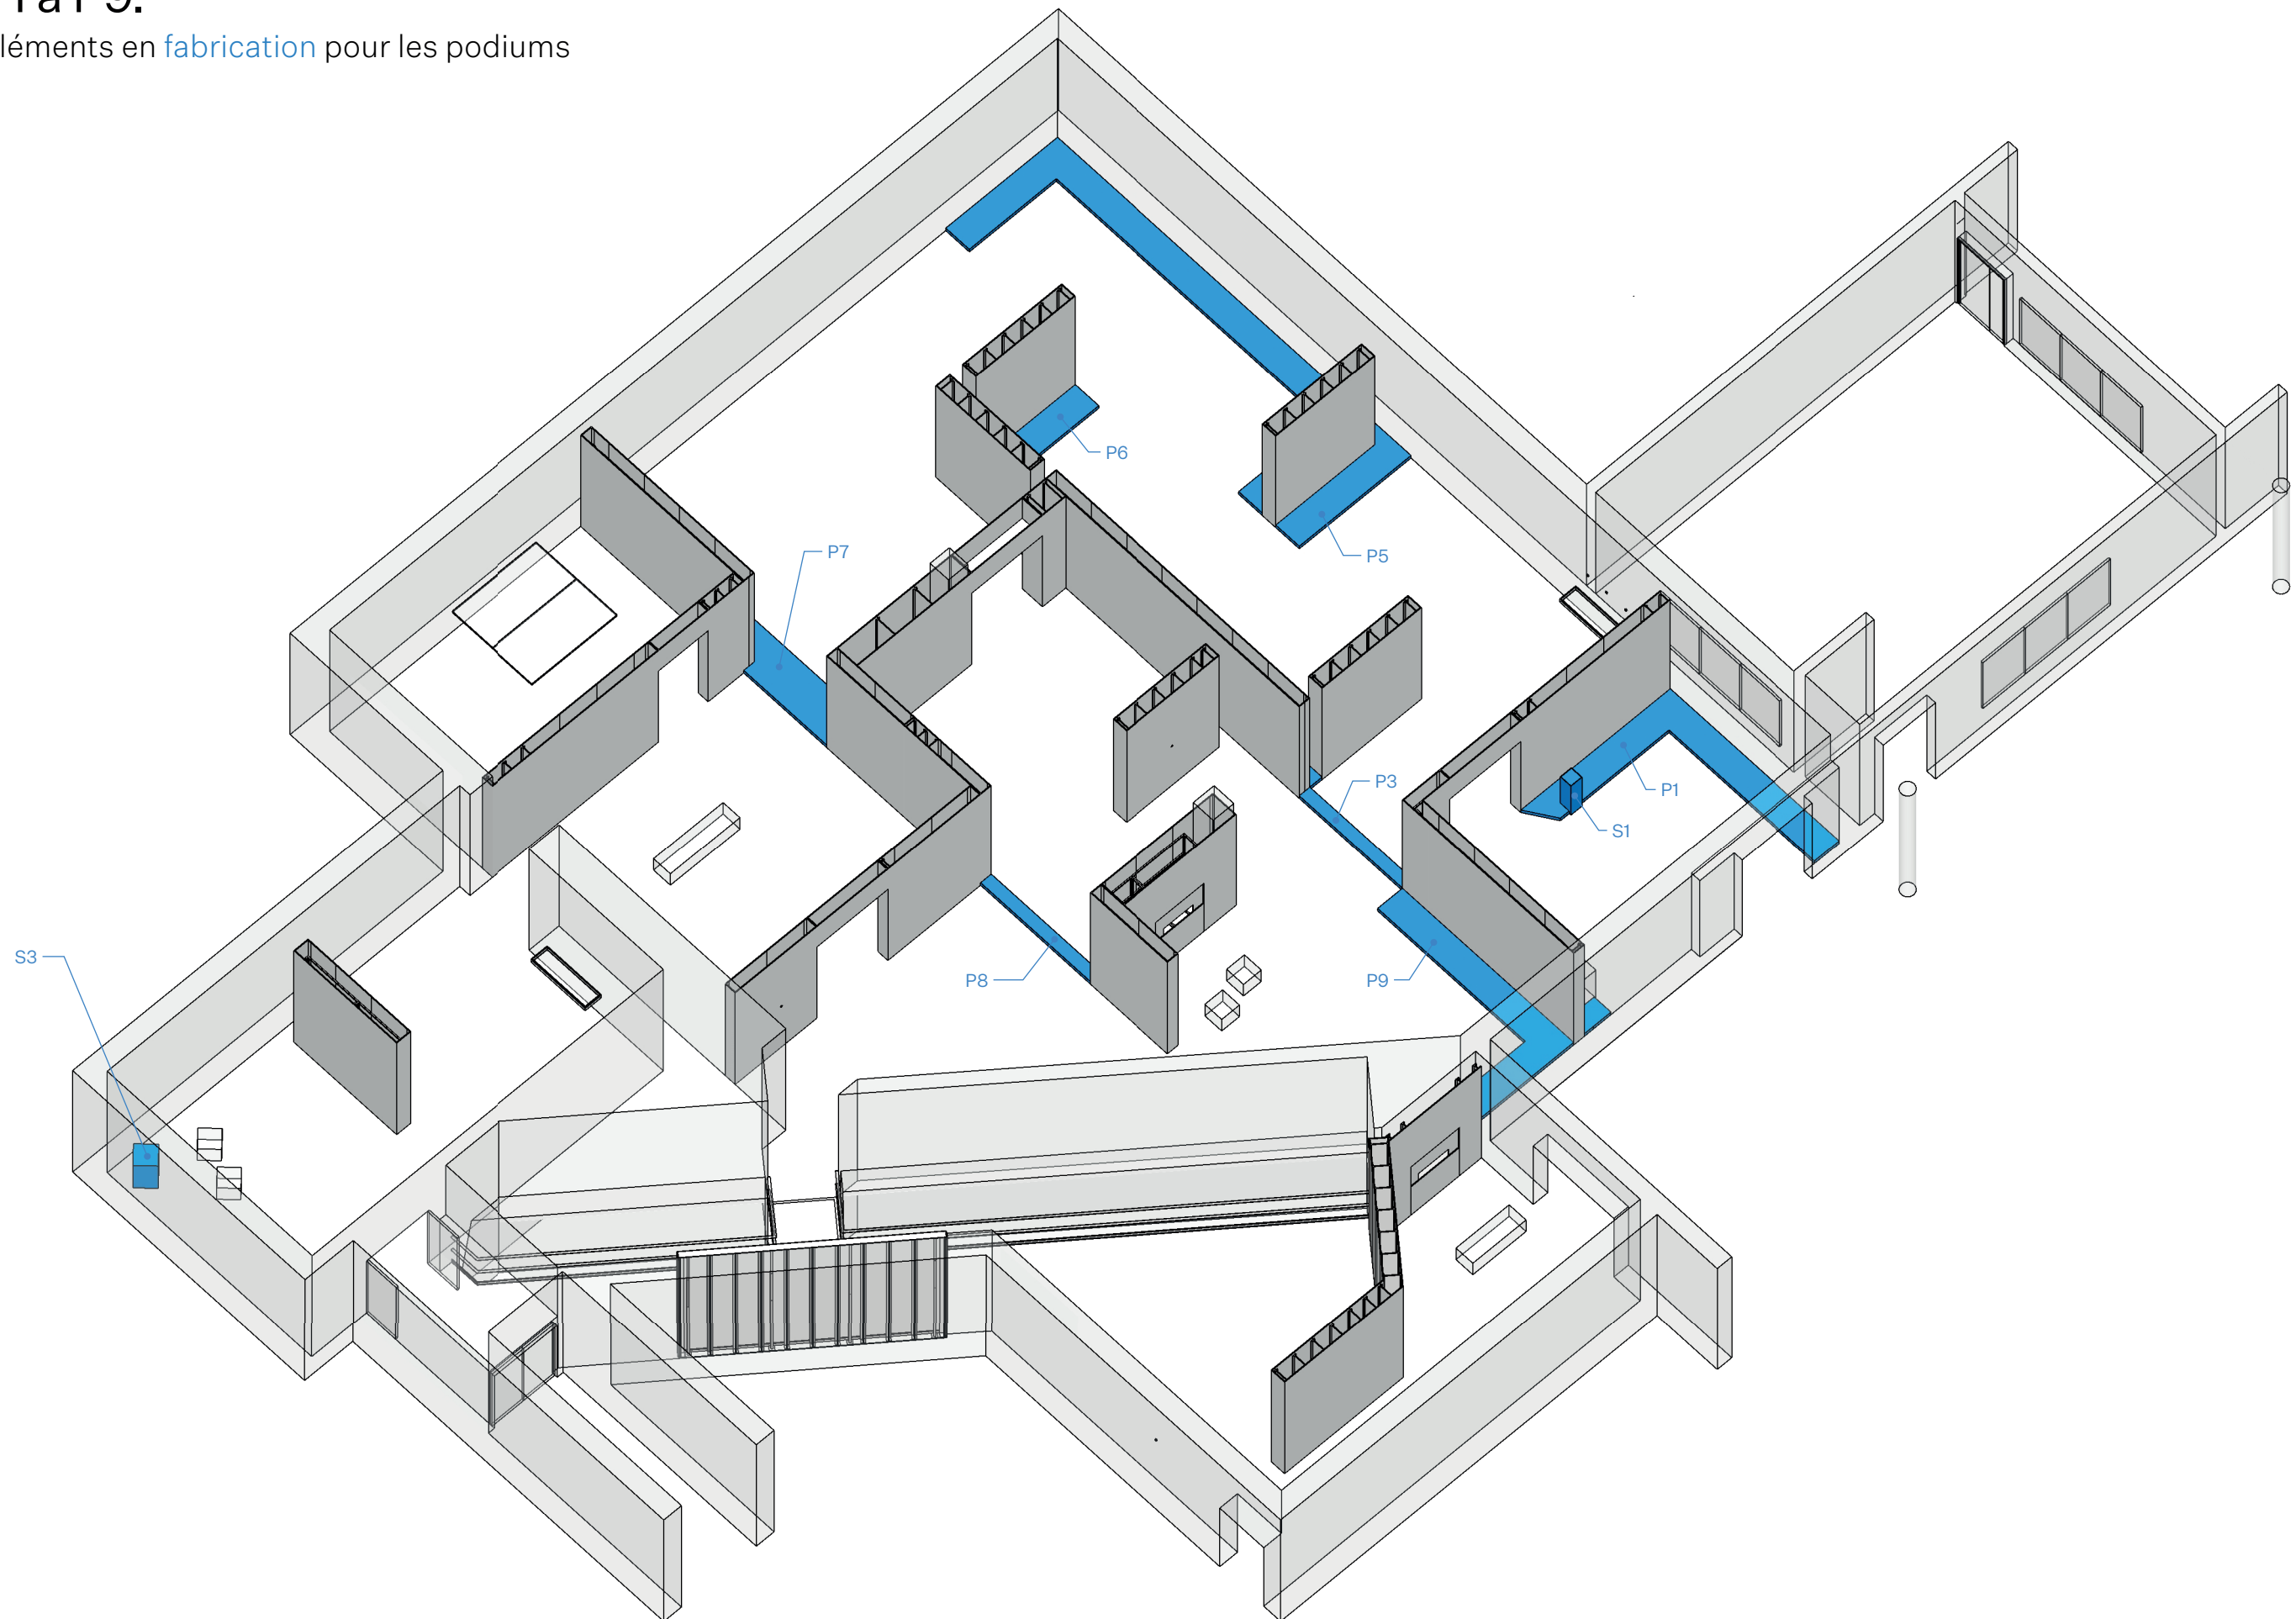 léments en fabrication pour les podiums
P6
P5
P7
P3
P1
S1
S3
P8
P9